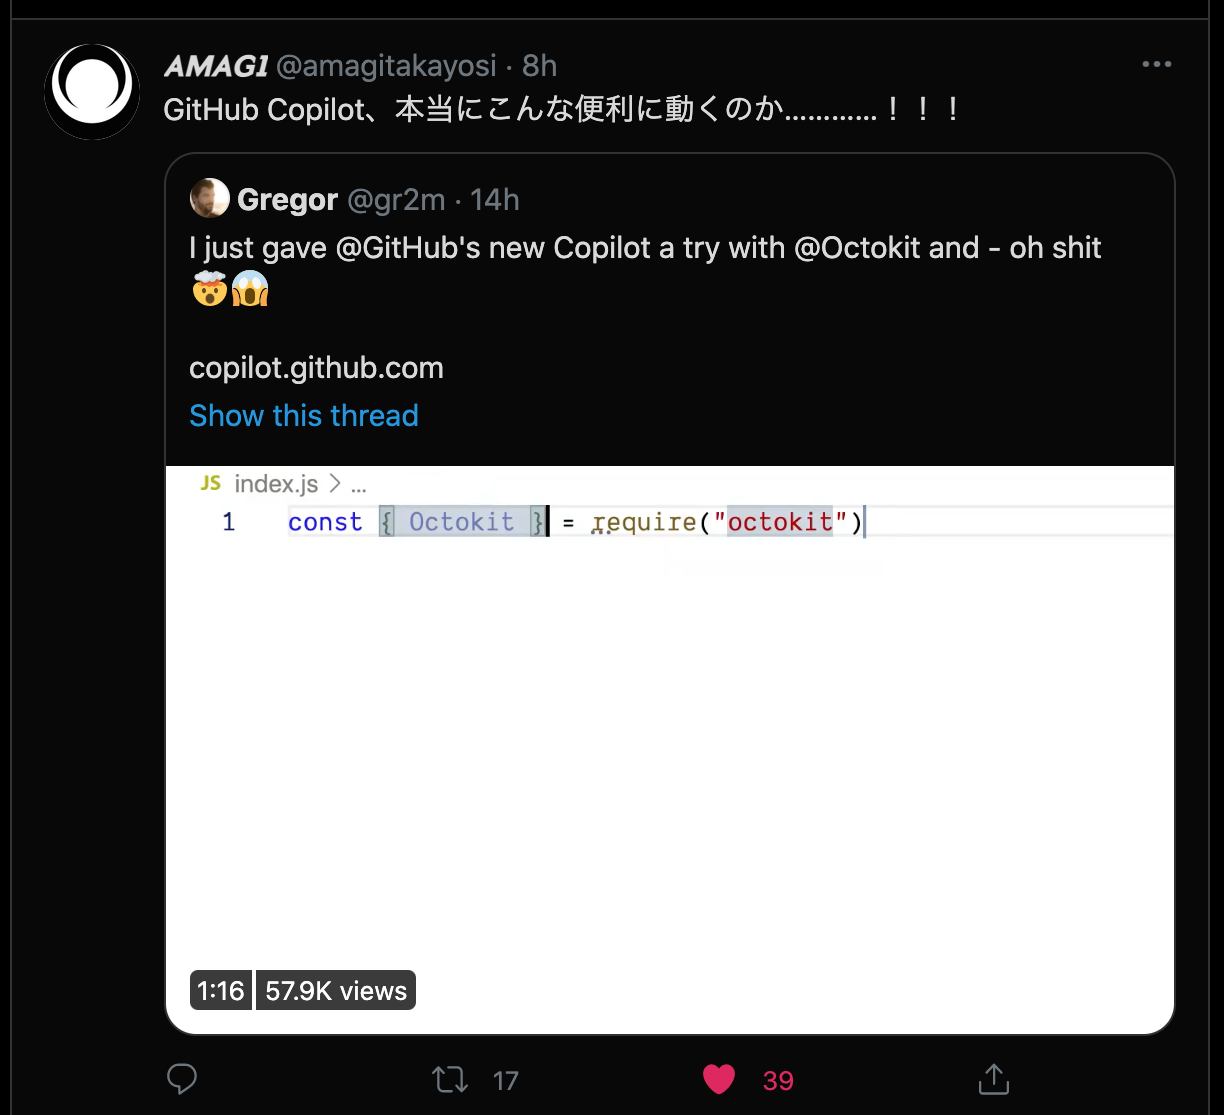 AMAGI @amagitakayosi · 8h
GitHub Copilot、本当にこんな便利に動くのか…………！！！
Gregor @gr2m · 14h
I just gave @GitHub's new Copilot a try with @Octokit and - oh shit
🤯😱
copilot.github.com
Show this thread
JS index.js > ...
1 const { Octokit } = require("octokit")
1:16 57.9K views
17 39